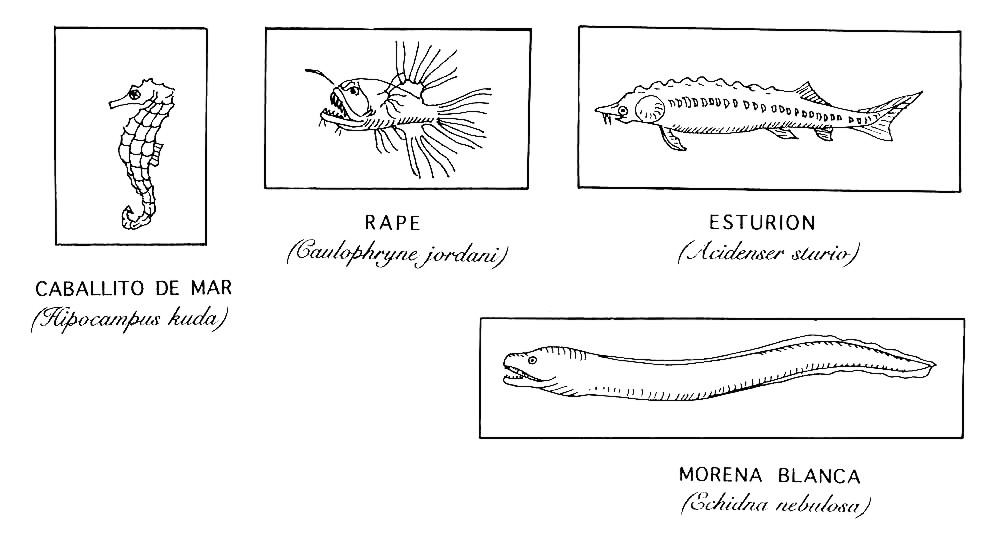 RAPE
(Caulophryne jordani)
ESTURION
(Acidenser sturio)
CABALLITO DE MAR
(Hipocampus kuda)
MORENA BLANCA
(Echidna nebulosa)